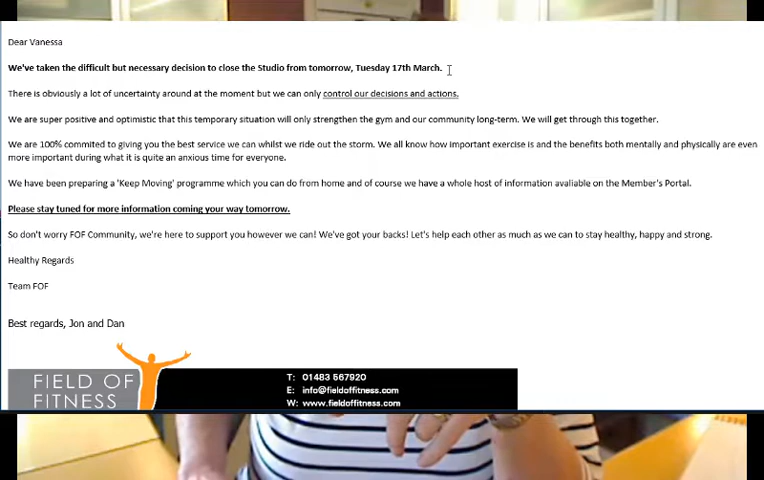 Dear Vanessa
We've taken the difficult but necessary decision to close the Studio from tomorrow, Tuesday 17th March.
There is obviously a lot of uncertainty around at the moment but we can only control our decisions and actions.
We are super positive and optimistic that this temporary situation will only strengthen the gym and our community long-term. We will get through this together.
We are 100% commited to giving you the best service we can whilst we ride out the storm. We all know how important exercise is and the benefits both mentally and physically are even
more important during what it is quite an anxious time for everyone.
We have been preparing a 'Keep Moving' programme which you can do from home and of course we have a whole host of information avaliable on the Member's Portal.
Please stay tuned for more information coming your way tomorrow.
So don't worry FOF Community, we're here to support you however we can! We've got your backs! Let's help each other as much as we can to stay healthy, happy and strong.
Healthy Regards
Team FOF
Best regards, Jon and Dan
FIELD OF
FITNESS
T: 01483 567920
E: info@fieldoffitness.com
W: www.fieldoffitness.com